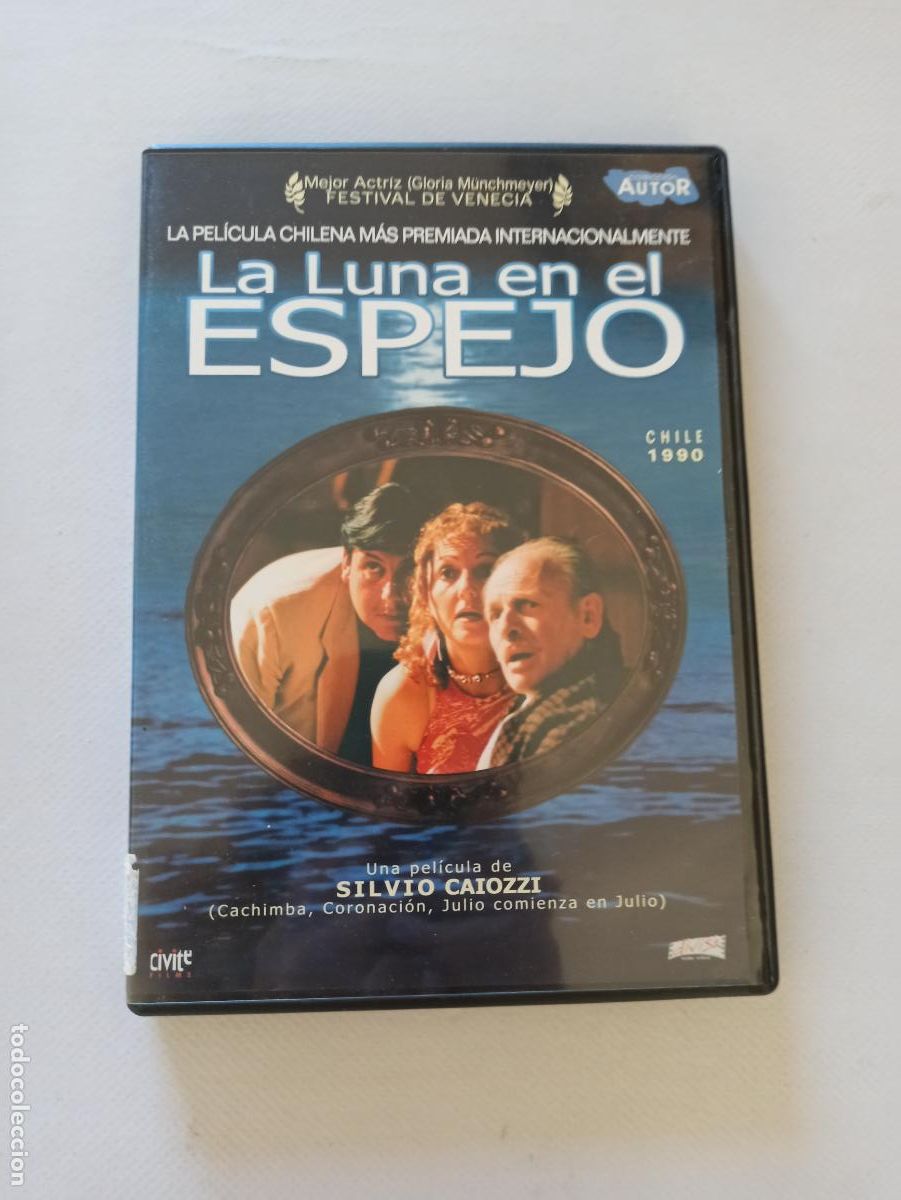 Mejor Actriz (Gloria Münchmeyer)
FESTIVAL DE VENECIA
AUTOR
LA PELÍCULA CHILENA MÁS PREMIADA INTERNACIONALMENTE
La Luna en el
ESPEJO
CHILE
1990
Una película de
SILVIO CAIOZZI
(Cachimba, Coronación, Julio comienza en Julio)
civite
FILMS
todocoleccion